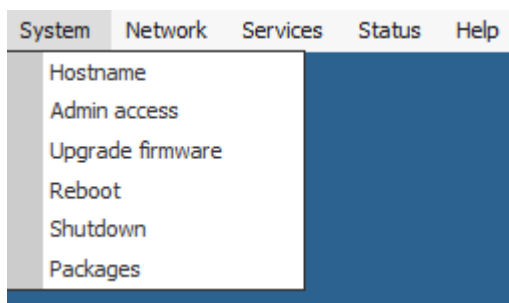 System Network Services Status Help
Hostname
Admin access
Upgrade firmware
Reboot
Shutdown
Packages